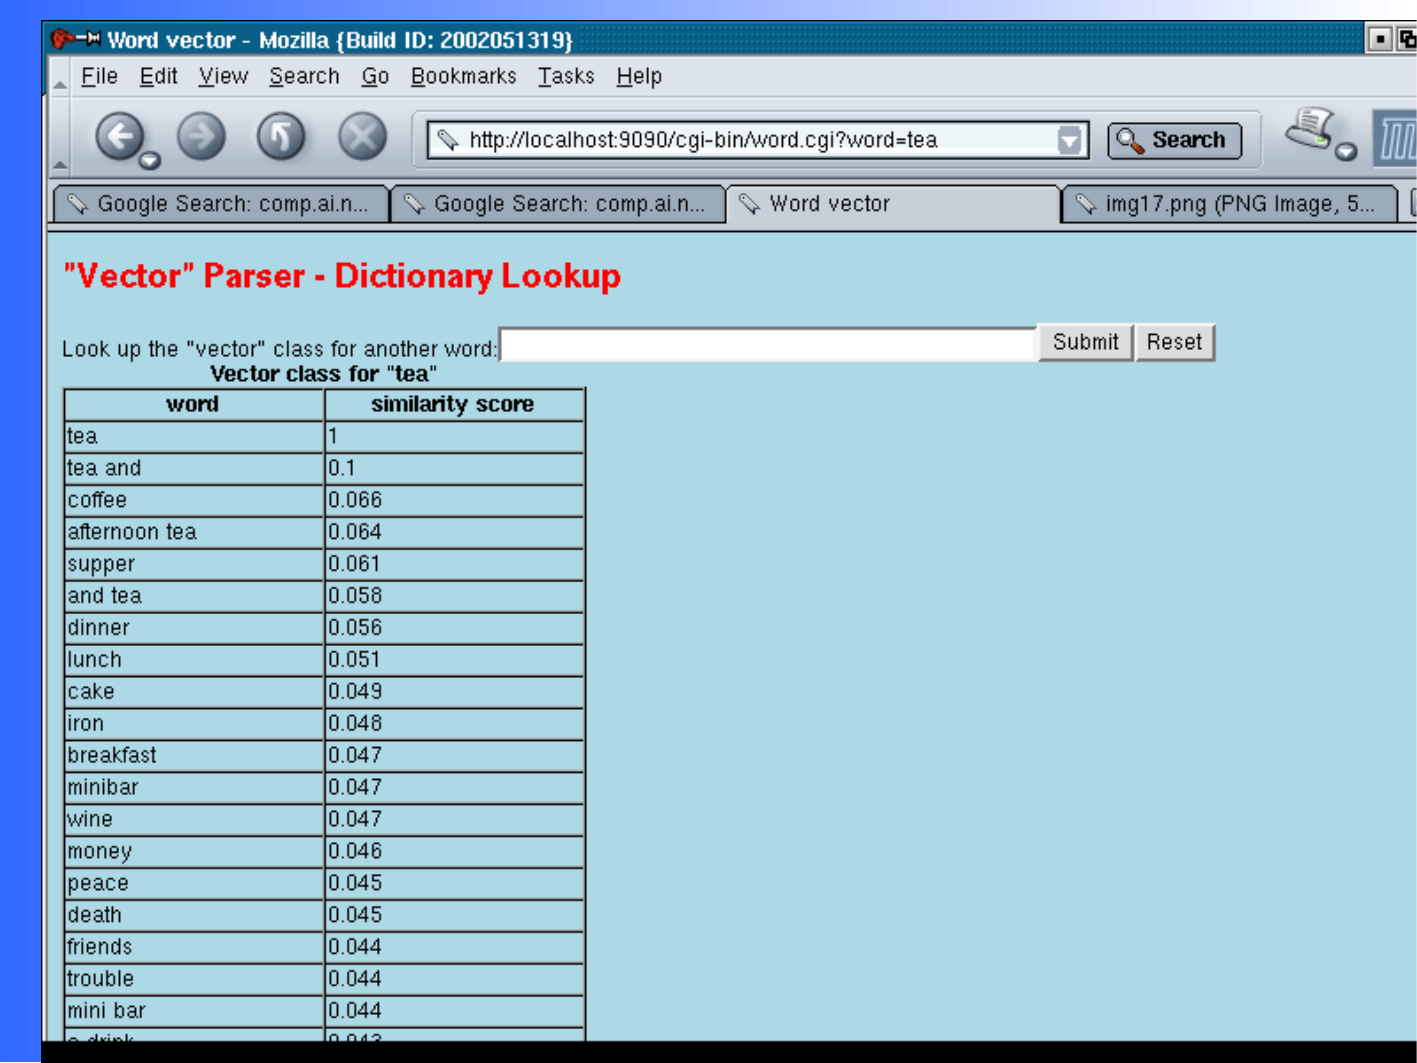 Word vector - Mozilla {Build ID: 2002051319}
File Edit View Search Go Bookmarks Tasks Help
http://localhost:9090/cgi-bin/word.cgi?word=tea Search
Google Search: comp.ai.n... Google Search: comp.ai.n... Word vector img17.png (PNG Image, 5...
"Vector" Parser - Dictionary Lookup
Look up the "vector" class for another word: Submit Reset
Vector class for "tea"
word similarity score
tea 1
tea and 0.1
coffee 0.066
afternoon tea 0.064
supper 0.061
and tea 0.058
dinner 0.056
lunch 0.051
cake 0.049
iron 0.048
breakfast 0.047
minibar 0.047
wine 0.047
money 0.046
peace 0.045
death 0.045
friends 0.044
trouble 0.044
mini bar 0.044
a drink 0.043